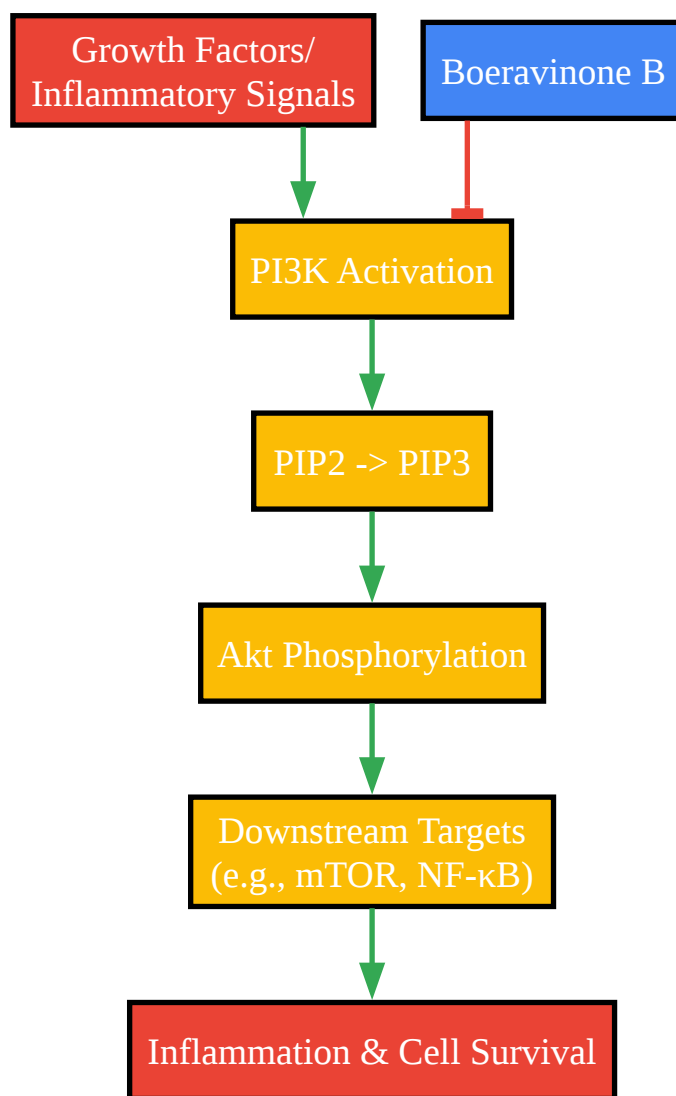 Growth Factors/
Inflammatory Signals
Boeravinone B
PI3K Activation
PIP2 -> PIP3
Akt Phosphorylation
Downstream Targets
(e.g., mTOR, NF-κB)
Inflammation & Cell Survival